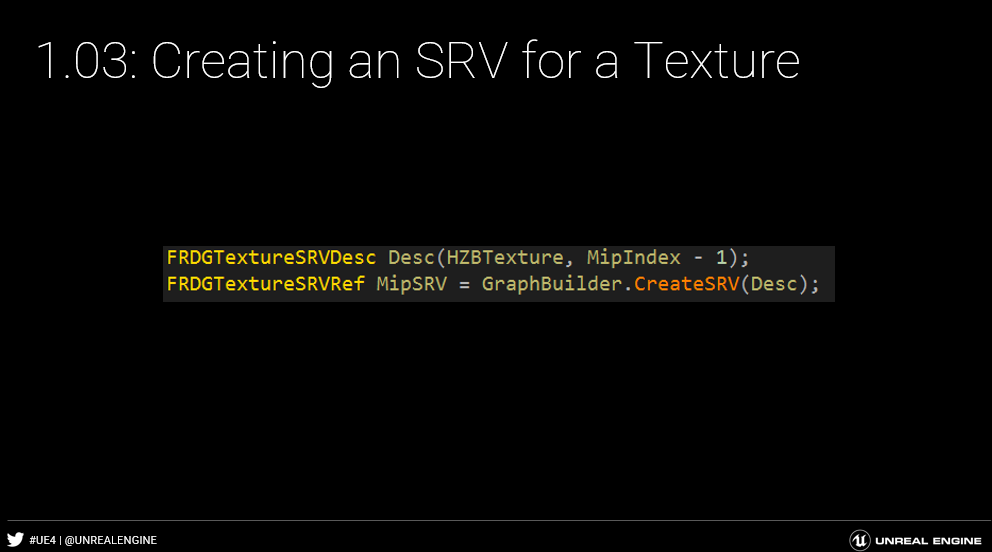 1.03: Creating an SRV for a Texture
FRDGTextureSRVDesc Desc(HZBTexture, MipIndex - 1);
FRDGTextureSRVRef MipSRV = GraphBuilder.CreateSRV(Desc);
#UE4 | @UNREALENGINE
UNREAL ENGINE